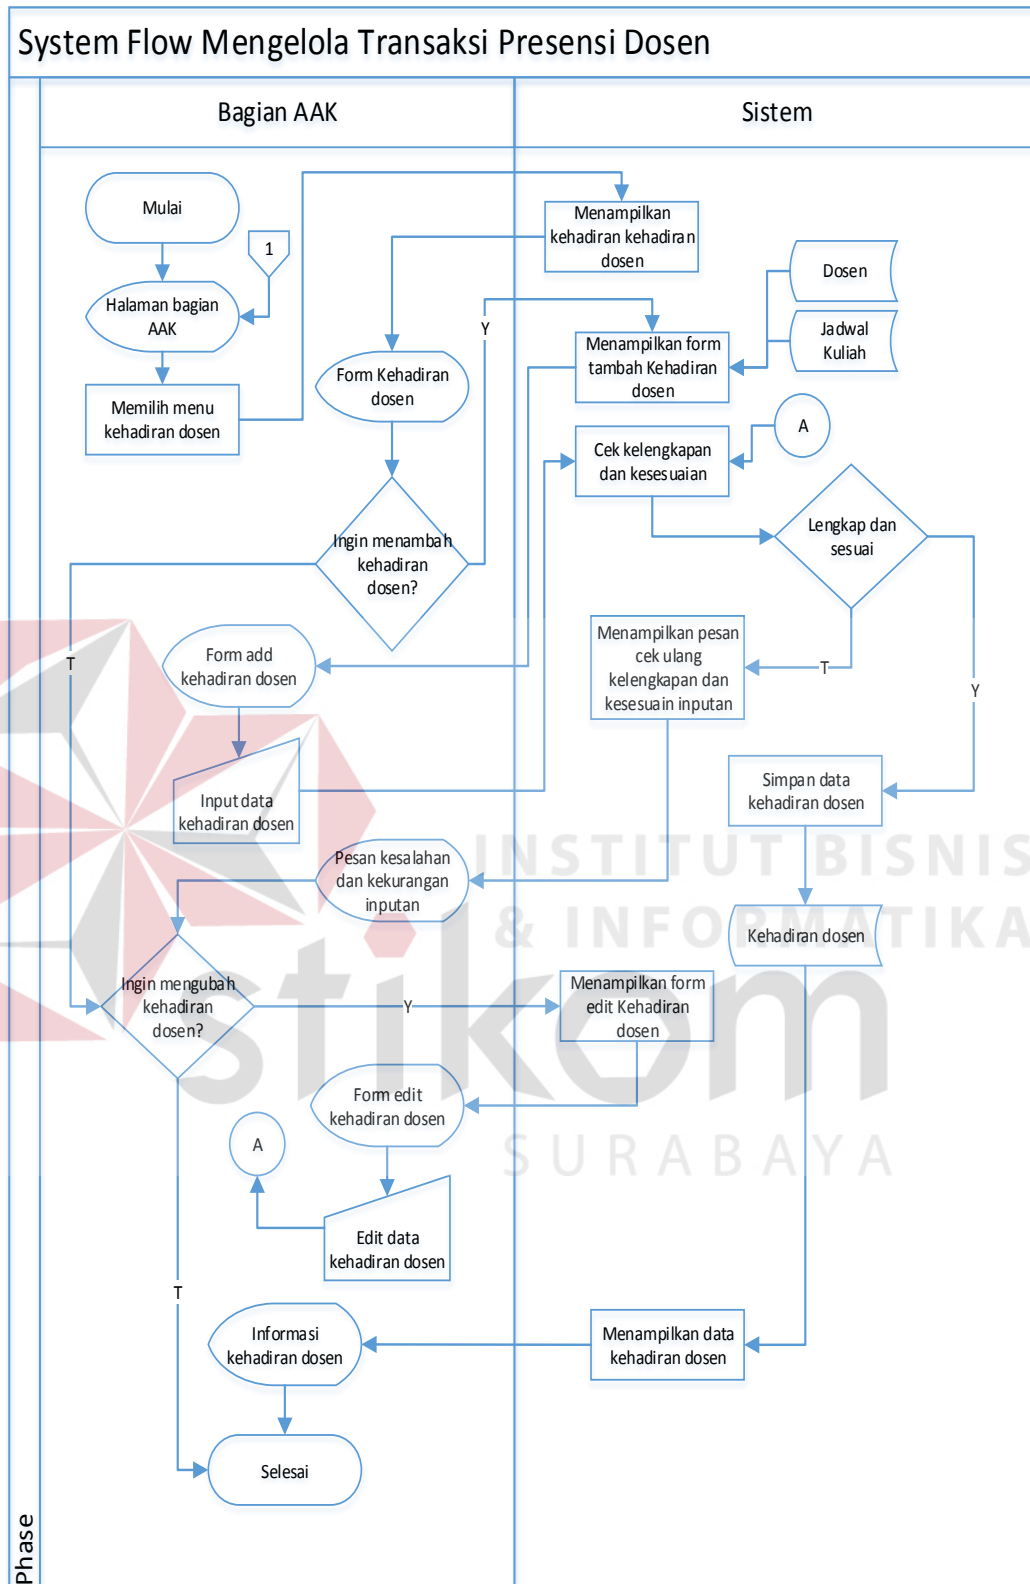 System Flow Mengelola Transaksi Presensi Dosen
Bagian AAK
Sistem
Mulai
1
Halaman bagian
AAK
Memilih menu
kehadiran dosen
Menampilkan
kehadiran kehadiran
dosen
Dosen
Jadwal
Kuliah
Y
Menampilkan form
tambah Kehadiran
dosen
Form Kehadiran
dosen
A
Cek kelengkapan
dan kesesuaian
Lengkap dan
sesuai
Ingin menambah
kehadiran
dosen?
T
Form add
kehadiran dosen
Menampilkan pesan
cek ulang
kelengkapan dan
kesesuain inputan
T
Y
Input data
kehadiran dosen
Simpan data
kehadiran dosen
Pesan kesalahan
dan kekurangan
inputan
INSTITUT BISNIS
& INFORMATIKA
Kehadiran dosen
Ingin mengubah
kehadiran
dosen?
Y
Menampilkan form
edit Kehadiran
dosen
stikom
SURABAYA
Form edit
kehadiran dosen
A
Edit data
kehadiran dosen
T
Informasi
kehadiran dosen
Menampilkan data
kehadiran dosen
Selesai
Phase